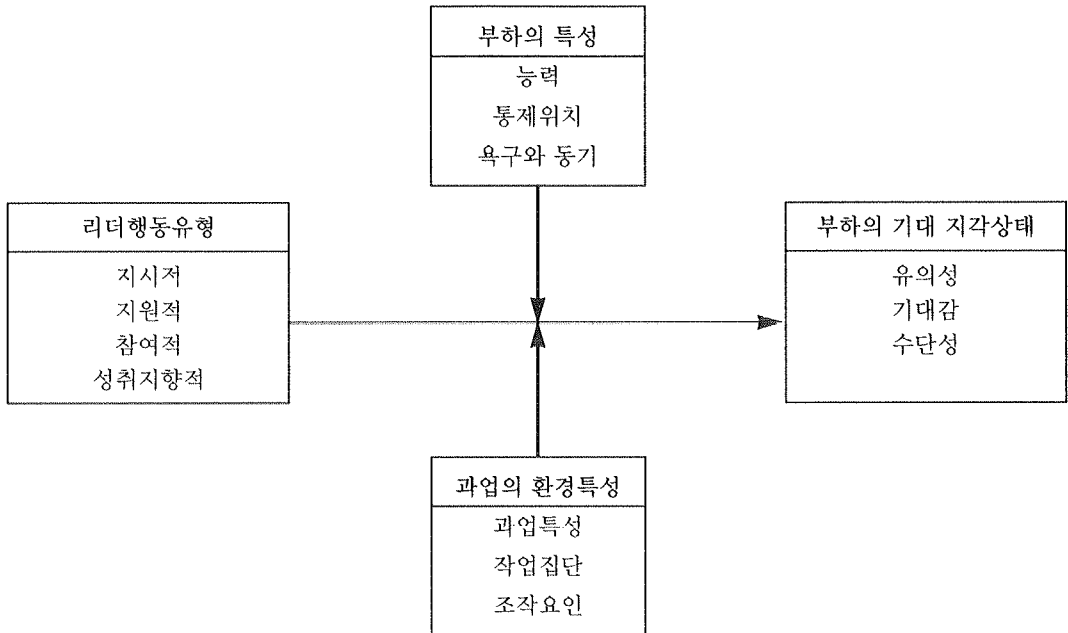 부하의 특성
능력
통제위치
욕구와 동기
리더행동유형
지시적
지원적
참여적
성취지향적
부하의 기대 지각상태
유의성
기대감
수단성
과업의 환경특성
과업특성
작업집단
조작요인